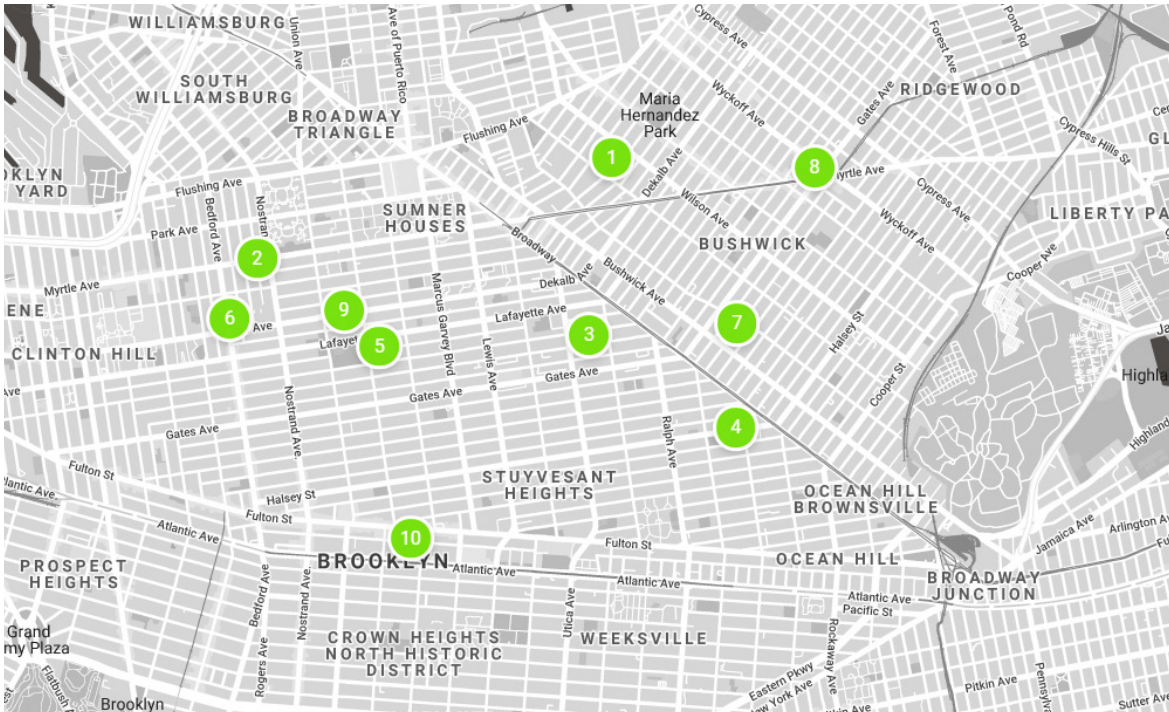 WILLIAMSBURG
Union Ave
Ave of Puerto Rico
Cypress Ave
Forest Ave
Pond Rd
SOUTH
WILLIAMSBURG
BROADWAY
TRIANGLE
Maria
Hernandez
Park
Wyckoff Ave
Gates Ave
RIDGEWOOD
Flushing Ave
Cypress Hills St
1
Dekalb Ave
8
Myrtle Ave
YARD
Flushing Ave
Bedford Ave
Nostran
SUMNER
HOUSES
Wilson Ave
Cypress Ave
Wyckoff Ave
LIBERTY PA
Park Ave
Broadway
BUSHWICK
2
Cooper Ave
Myrtle Ave
Marcus Garvey Blvd
Dekalb Ave
Bushwick Ave
9
Lafayette Ave
6
Ave
3
7
Halsey St
CLINTON HILL
Lafayet
5
Lewis Ave
Gates Ave
Cooper St
Highla
Gates Ave
Nostrand Ave.
Ralph Ave
4
Gates Ave
Highland
Fulton St
STUYVESANT
HEIGHTS
Atlantic Ave.
Halsey St
OCEAN HILL
BROWNSVILLE
Fulton St
Atlantic Ave
10
Jamaica Ave
Arlington Av
Fulton St
BROOKLYN
OCEAN HILL
PROSPECT
HEIGHTS
Atlantic Ave
Atlantic Ave
BROADWAY
JUNCTION
Bedford Ave
Nostrand Ave.
Utica Ave
Atlantic Ave
Pacific St
Grand
my Plaza
CROWN HEIGHTS
NORTH HISTORIC
DISTRICT
WEEKSVILLE
Rogers Ave
Rockaway Ave
Eastern Pkwy
New York Ave
Pitkin Ave
Pennsylv
Flatbush
Brooklyn
Pitkin Ave
Sutter Ave